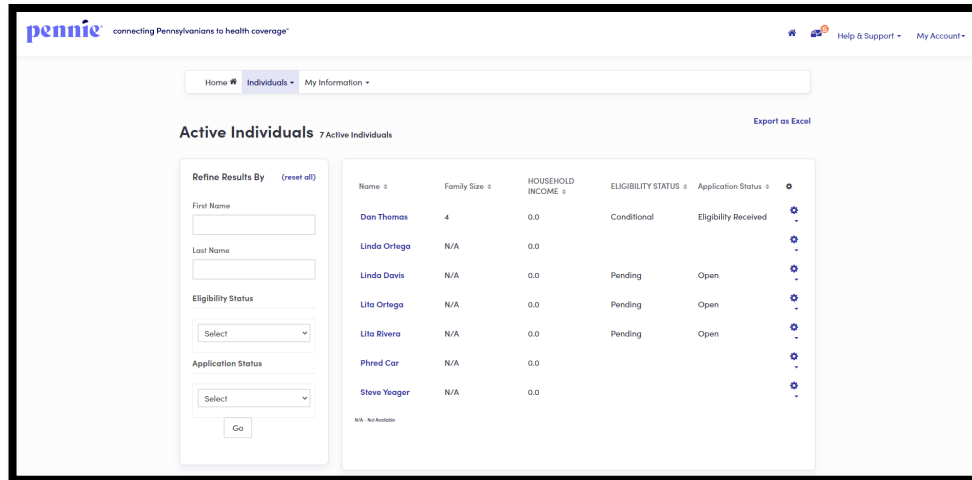 pennie connecting Pennsylvanians to health coverage™
6 Help & Support My Account
Home Individuals My Information
Export as Excel
Active Individuals 7 Active Individuals
Refine Results By (reset all)
First Name
Last Name
Eligibility Status
Select
Application Status
Select
Go
Name Family Size HOUSEHOLD INCOME ELIGIBILITY STATUS Application Status
Dan Thomas 4 0.0 Conditional Eligibility Received
Linda Ortega N/A 0.0
Linda Davis N/A 0.0 Pending Open
Lita Ortega N/A 0.0 Pending Open
Lita Rivera N/A 0.0 Pending Open
Phred Car N/A 0.0
Steve Yeager N/A 0.0
N/A - Not Available